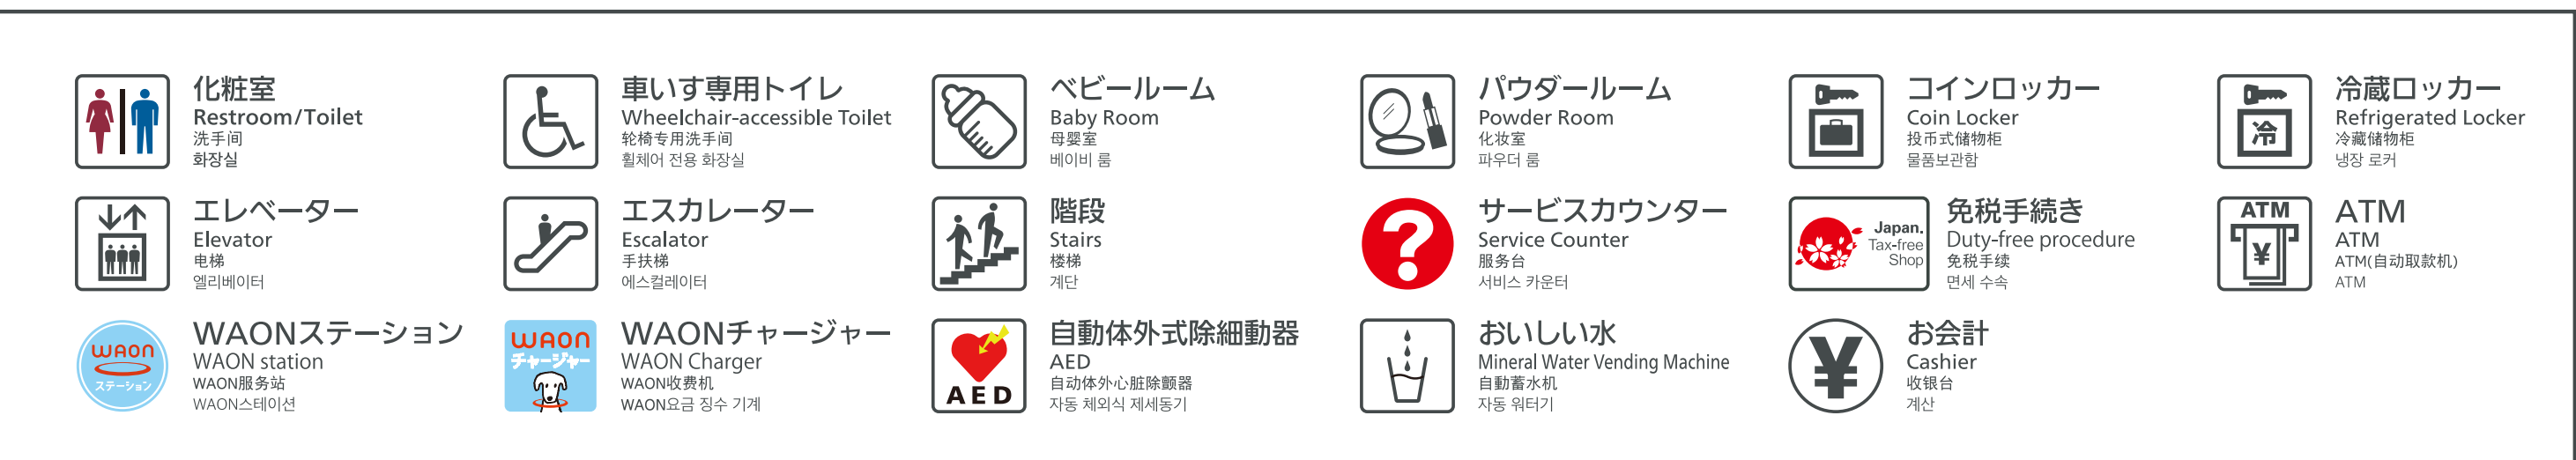 化粧室
Restroom/Toilet
洗手间
화장실
車いす専用トイレ
Wheelchair-accessible Toilet
轮椅专用洗手间
휠체어 전용 화장실
ベビールーム
Baby Room
母婴室
베이비 룸
パウダールーム
Powder Room
化妆室
파우더 룸
コインロッカー
Coin Locker
投币式储物柜
물품보관함
冷
冷蔵ロッカー
Refrigerated Locker
冷藏储物柜
냉장 로커
エレベーター
Elevator
电梯
엘리베이터
エスカレーター
Escalator
手扶梯
에스컬레이터
階段
Stairs
楼梯
계단
?
サービスカウンター
Service Counter
服务台
서비스 카운터
Japan.
Tax-free
Shop
免税手続き
Duty-free procedure
免税手续
면세 수속
ATM
¥
ATM
ATM
ATM(自动取款机)
ATM
WAON
ステーション
WAONステーション
WAON station
WAON服务站
WAON스테이션
WAON
チャージャー
WAONチャージャー
WAON Charger
WAON收费机
WAON요금 징수 기계
AED
自動体外式除細動器
AED
自动体外心脏除颤器
자동 체외식 제세동기
おいしい水
Mineral Water Vending Machine
自動蓄水机
자동 워터기
¥
お会計
Cashier
收银台
계산